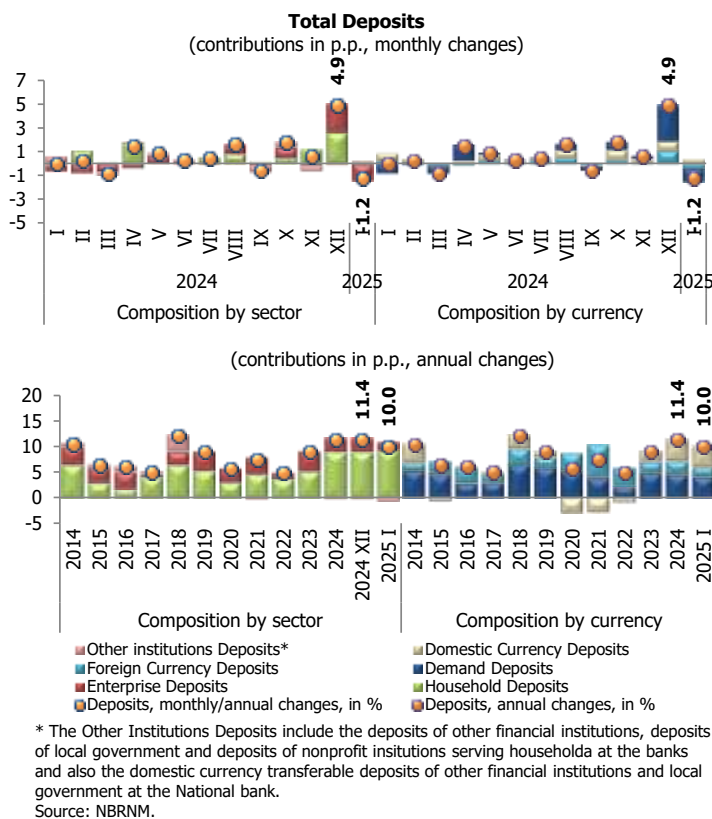 Total Deposits
(contributions in p.p., monthly changes)
4.9
4.9
7
5
3
1
-1
-3
-5
-1.2
-1.2
I II III IV V VI VII VIII IX X XI XII I I II III IV V VI VII VIII IX X XI XII I
2024 2025 2024 2025
Composition by sector Composition by currency
(contributions in p.p., annual changes)
11.4 10.0 11.4 10.0
20
15
10
5
0
-5
2014 2015 2016 2017 2018 2019 2020 2021 2022 2023 2024 2024 XII 2025 I 2014 2015 2016 2017 2018 2019 2020 2021 2022 2023 2024 2025 I
Composition by sector Composition by currency
Other institutions Deposits* Domestic Currency Deposits
Foreign Currency Deposits Demand Deposits
Enterprise Deposits Household Deposits
Deposits, monthly/annual changes, in % Deposits, annual changes, in %
* The Other Institutions Deposits include the deposits of other financial institutions, deposits
of local government and deposits of nonprofit insitutions serving householda at the banks
and also the domestic currency transferable deposits of other financial institutions and local
government at the National bank.
Source: NBRNM.